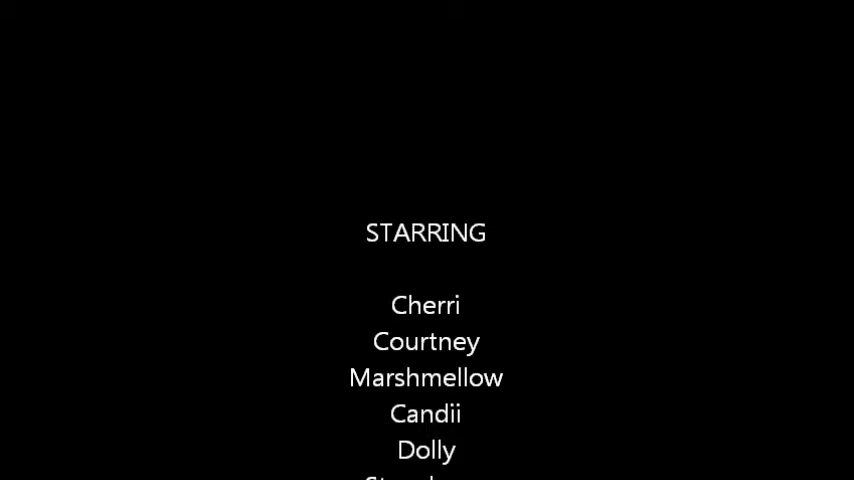 STARRING
Cherri
Courtney
Marshmellow
Candii
Dolly